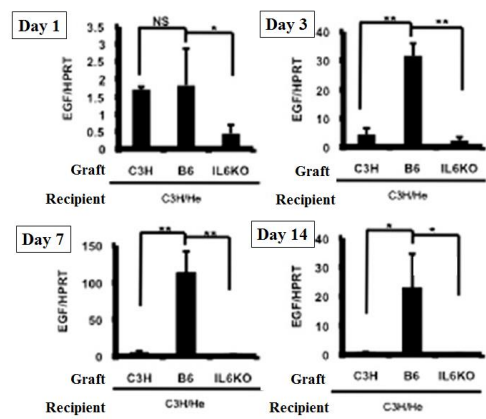 Day 1
NS
*
EGF/HPRT
3.5
3
2.5
2
1.5
1
0.5
0
Graft C3H B6 IL6KO
Recipient C3H/He
Day 3
**
**
EGF/HPRT
40
30
20
10
0
Graft C3H B6 IL6KO
Recipient C3H/He
Day 7
**
**
EGF/HPRT
150
100
50
0
Graft C3H B6 IL6KO
Recipient C3H/He
Day 14
*
*
EGF/HPRT
40
30
20
10
0
Graft C3H B6 IL6KO
Recipient C3H/He